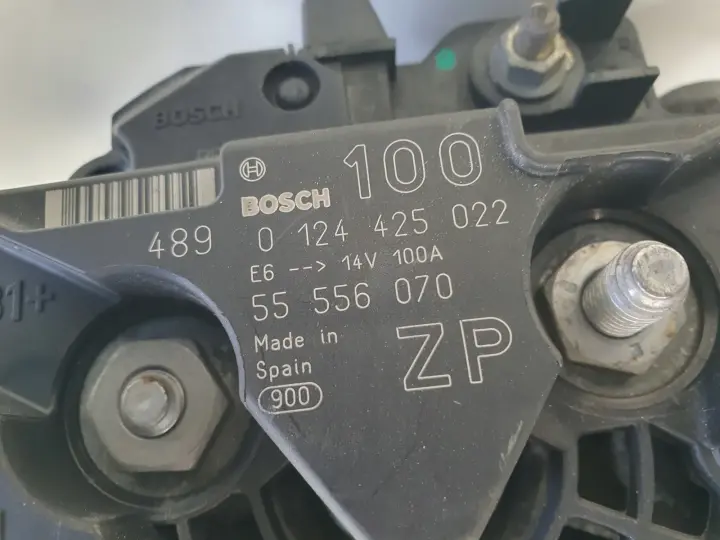 BOSCH
BOSCH 100
489 0 124 425 022
E6 --> 14V 100A
55 556 070
Made in
Spain
ZP
900